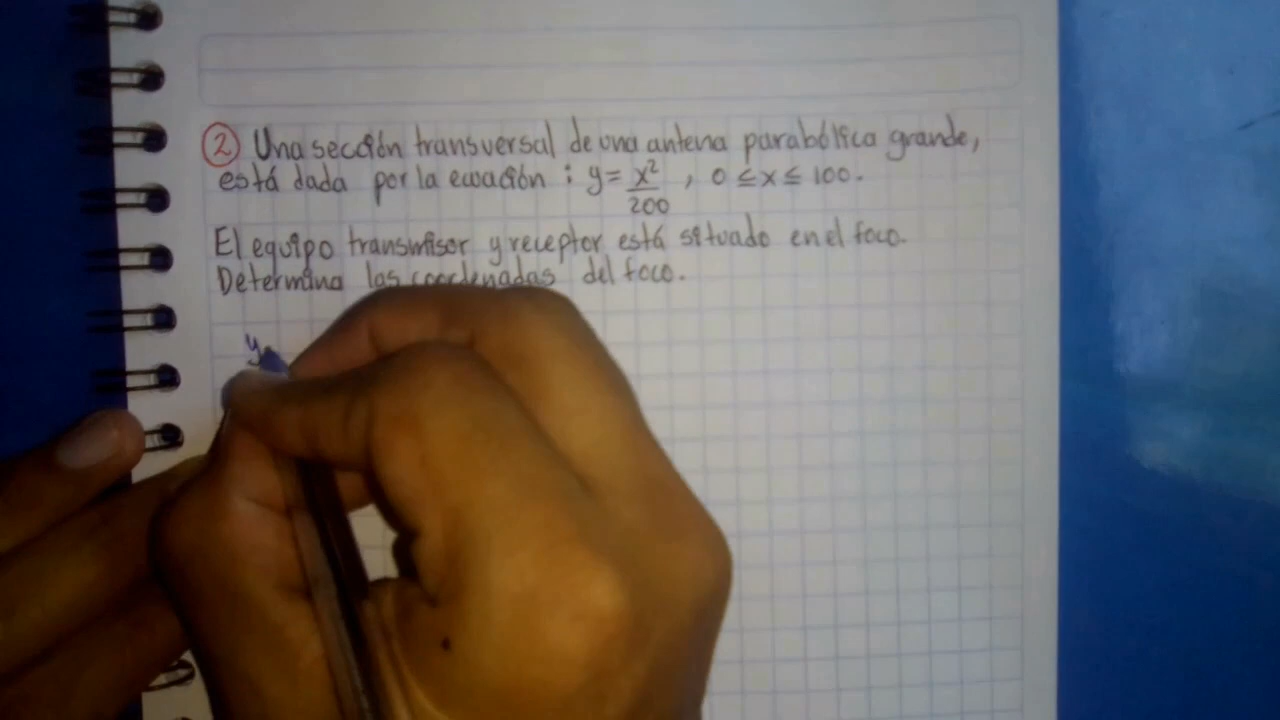 2 Una sección transversal de una antena parabólica grande,
está dada por la ecuación : y = x²/200 , 0 ≤ x ≤ 100.
El equipo transmisor y receptor está situado en el foco.
Determina las coordenadas del foco.
y